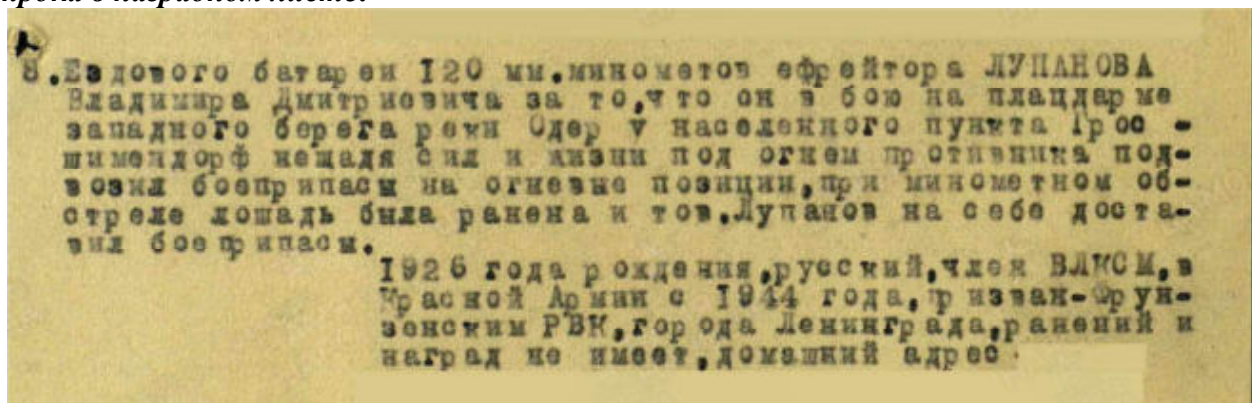 8.Ездового батареи 120 мм.минометов ефрейтора ЛУПАНОВА
Владимира Дмитриевича за то,что он в бою на плацдарме
западного берега реки Одер у населенного пункта Грос -
шимендорф нещадя сил и жизни под огнем противника под-
возил боеприпасы на огневые позиции,при минометном об-
стреле лошадь была ранена и тов.Лупанов на себе доста-
вил боеприпасы.
1926 года рождения,русский,член ВЛКСМ,в
Красной Армии с 1944 года,призван-Фрун-
зенским РВК,города Ленинграда,ранений и
наград не имеет,домашний адрес